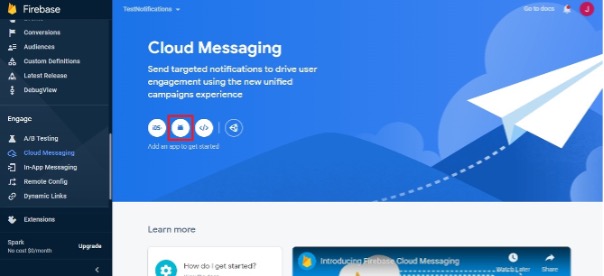 Firebase
TestNotifications
Go to docs
J
Conversions
Audiences
Custom Definitions
Latest Release
DebugView
Engage
A/B Testing
Cloud Messaging
In-App Messaging
Remote Config
Dynamic Links
Extensions
Spark
No cost $0/month
Upgrade
Cloud Messaging
Send targeted notifications to drive user
engagement using the new unified
campaigns experience
iOS
Add an app to get started
Learn more
How do I get started?
Introducing Firebase Cloud Messaging
Watch Later
Share